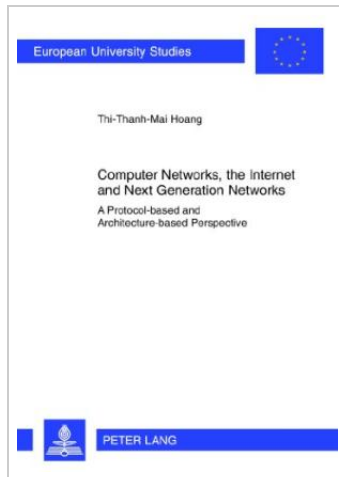 European University Studies
Thi-Thanh-Mai Hoang
Computer Networks, the Internet
and Next Generation Networks
A Protocol-based and
Architecture-based Perspective
PETER LANG